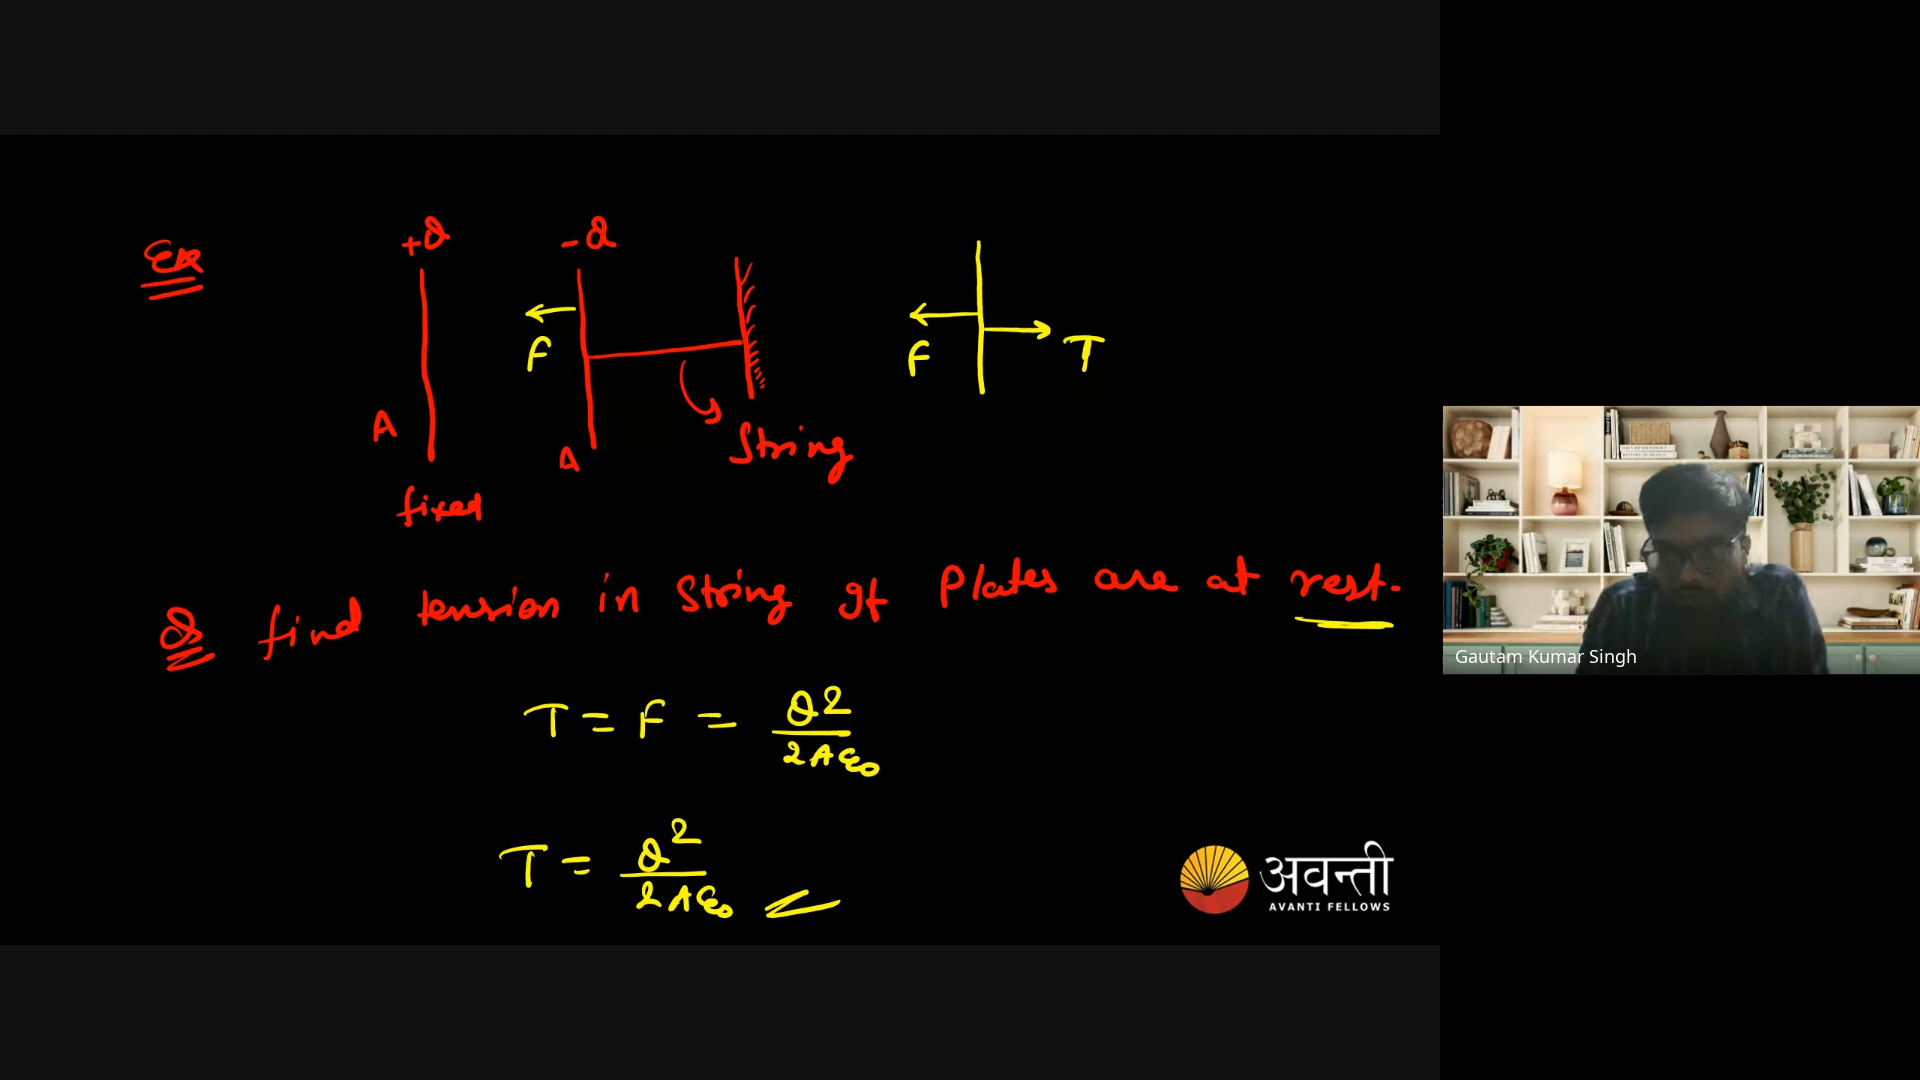 Ex
+Q
-Q
F
F
T
A
A
String
fixed
Q find tension in string if Plates are at rest.
T = F = Q²/2Aε₀
T = Q²/2Aε₀
अवन्ती
AVANTI FELLOWS
Gautam Kumar Singh